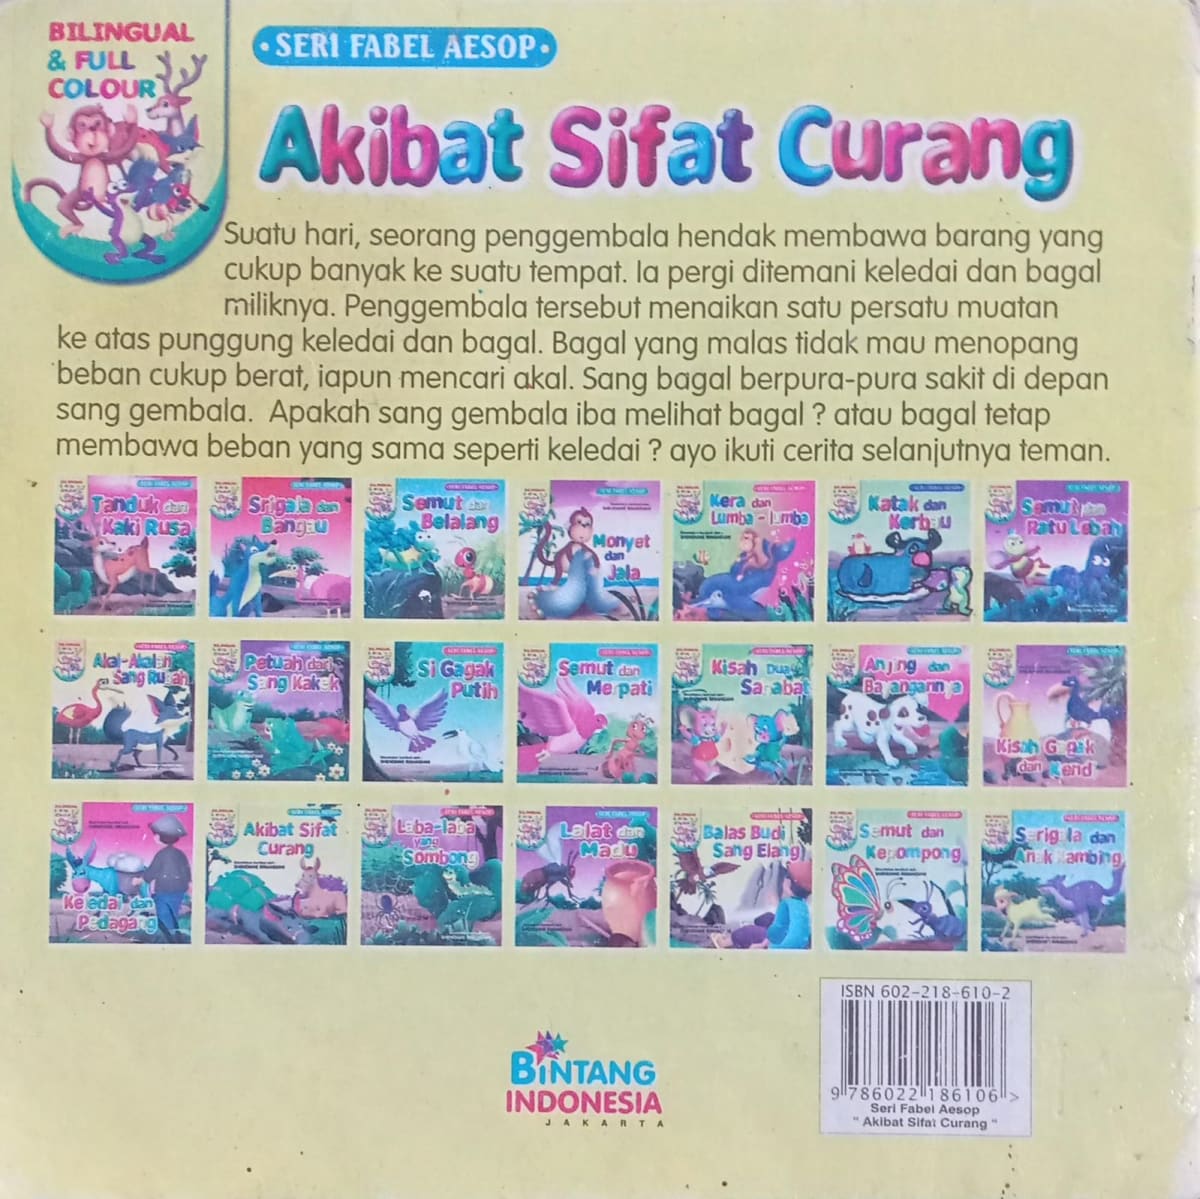 BILINGUAL
& FULL
COLOUR
• SERI FABEL AESOP •
Akibat Sifat Curang
Suatu hari, seorang penggembala hendak membawa barang yang
cukup banyak ke suatu tempat. Ia pergi ditemani keledai dan bagal
miliknya. Penggembala tersebut menaikan satu persatu muatan
ke atas punggung keledai dan bagal. Bagal yang malas tidak mau menopang
beban cukup berat, iapun mencari akal. Sang bagal berpura-pura sakit di depan
sang gembala. Apakah sang gembala iba melihat bagal ? atau bagal tetap
membawa beban yang sama seperti keledai ? ayo ikuti cerita selanjutnya teman.
Tanduk dan
Kaki Rusa
Srigala dan
Bangau
Semut dan
Belalang
Monyet
dan
Jala
Kera dan
Lumba - lumba
Katak dan
Kerbau
Semut dan
Ratu Lebah
Akal-Akalan
Sang Rubah
Petuah dari
Sang Kakek
Si Gagak
Putih
Semut dan
Merpati
Kisah Dua
Sahabat
Anjing dan
Bayangannya
Kisah Gagak
dan Kendi
Keledai dan
Pedagang
Akibat Sifat
Curang
Laba-laba
yang
Sombong
Lalat dan
Madu
Balas Budi
Sang Elang
Semut dan
Kepompong
Serigala dan
Anak Kambing
BINTANG
INDONESIA
JAKARTA
ISBN 602-218-610-2
9 786022 186106 >
Seri Fabel Aesop
" Akibat Sifat Curang "